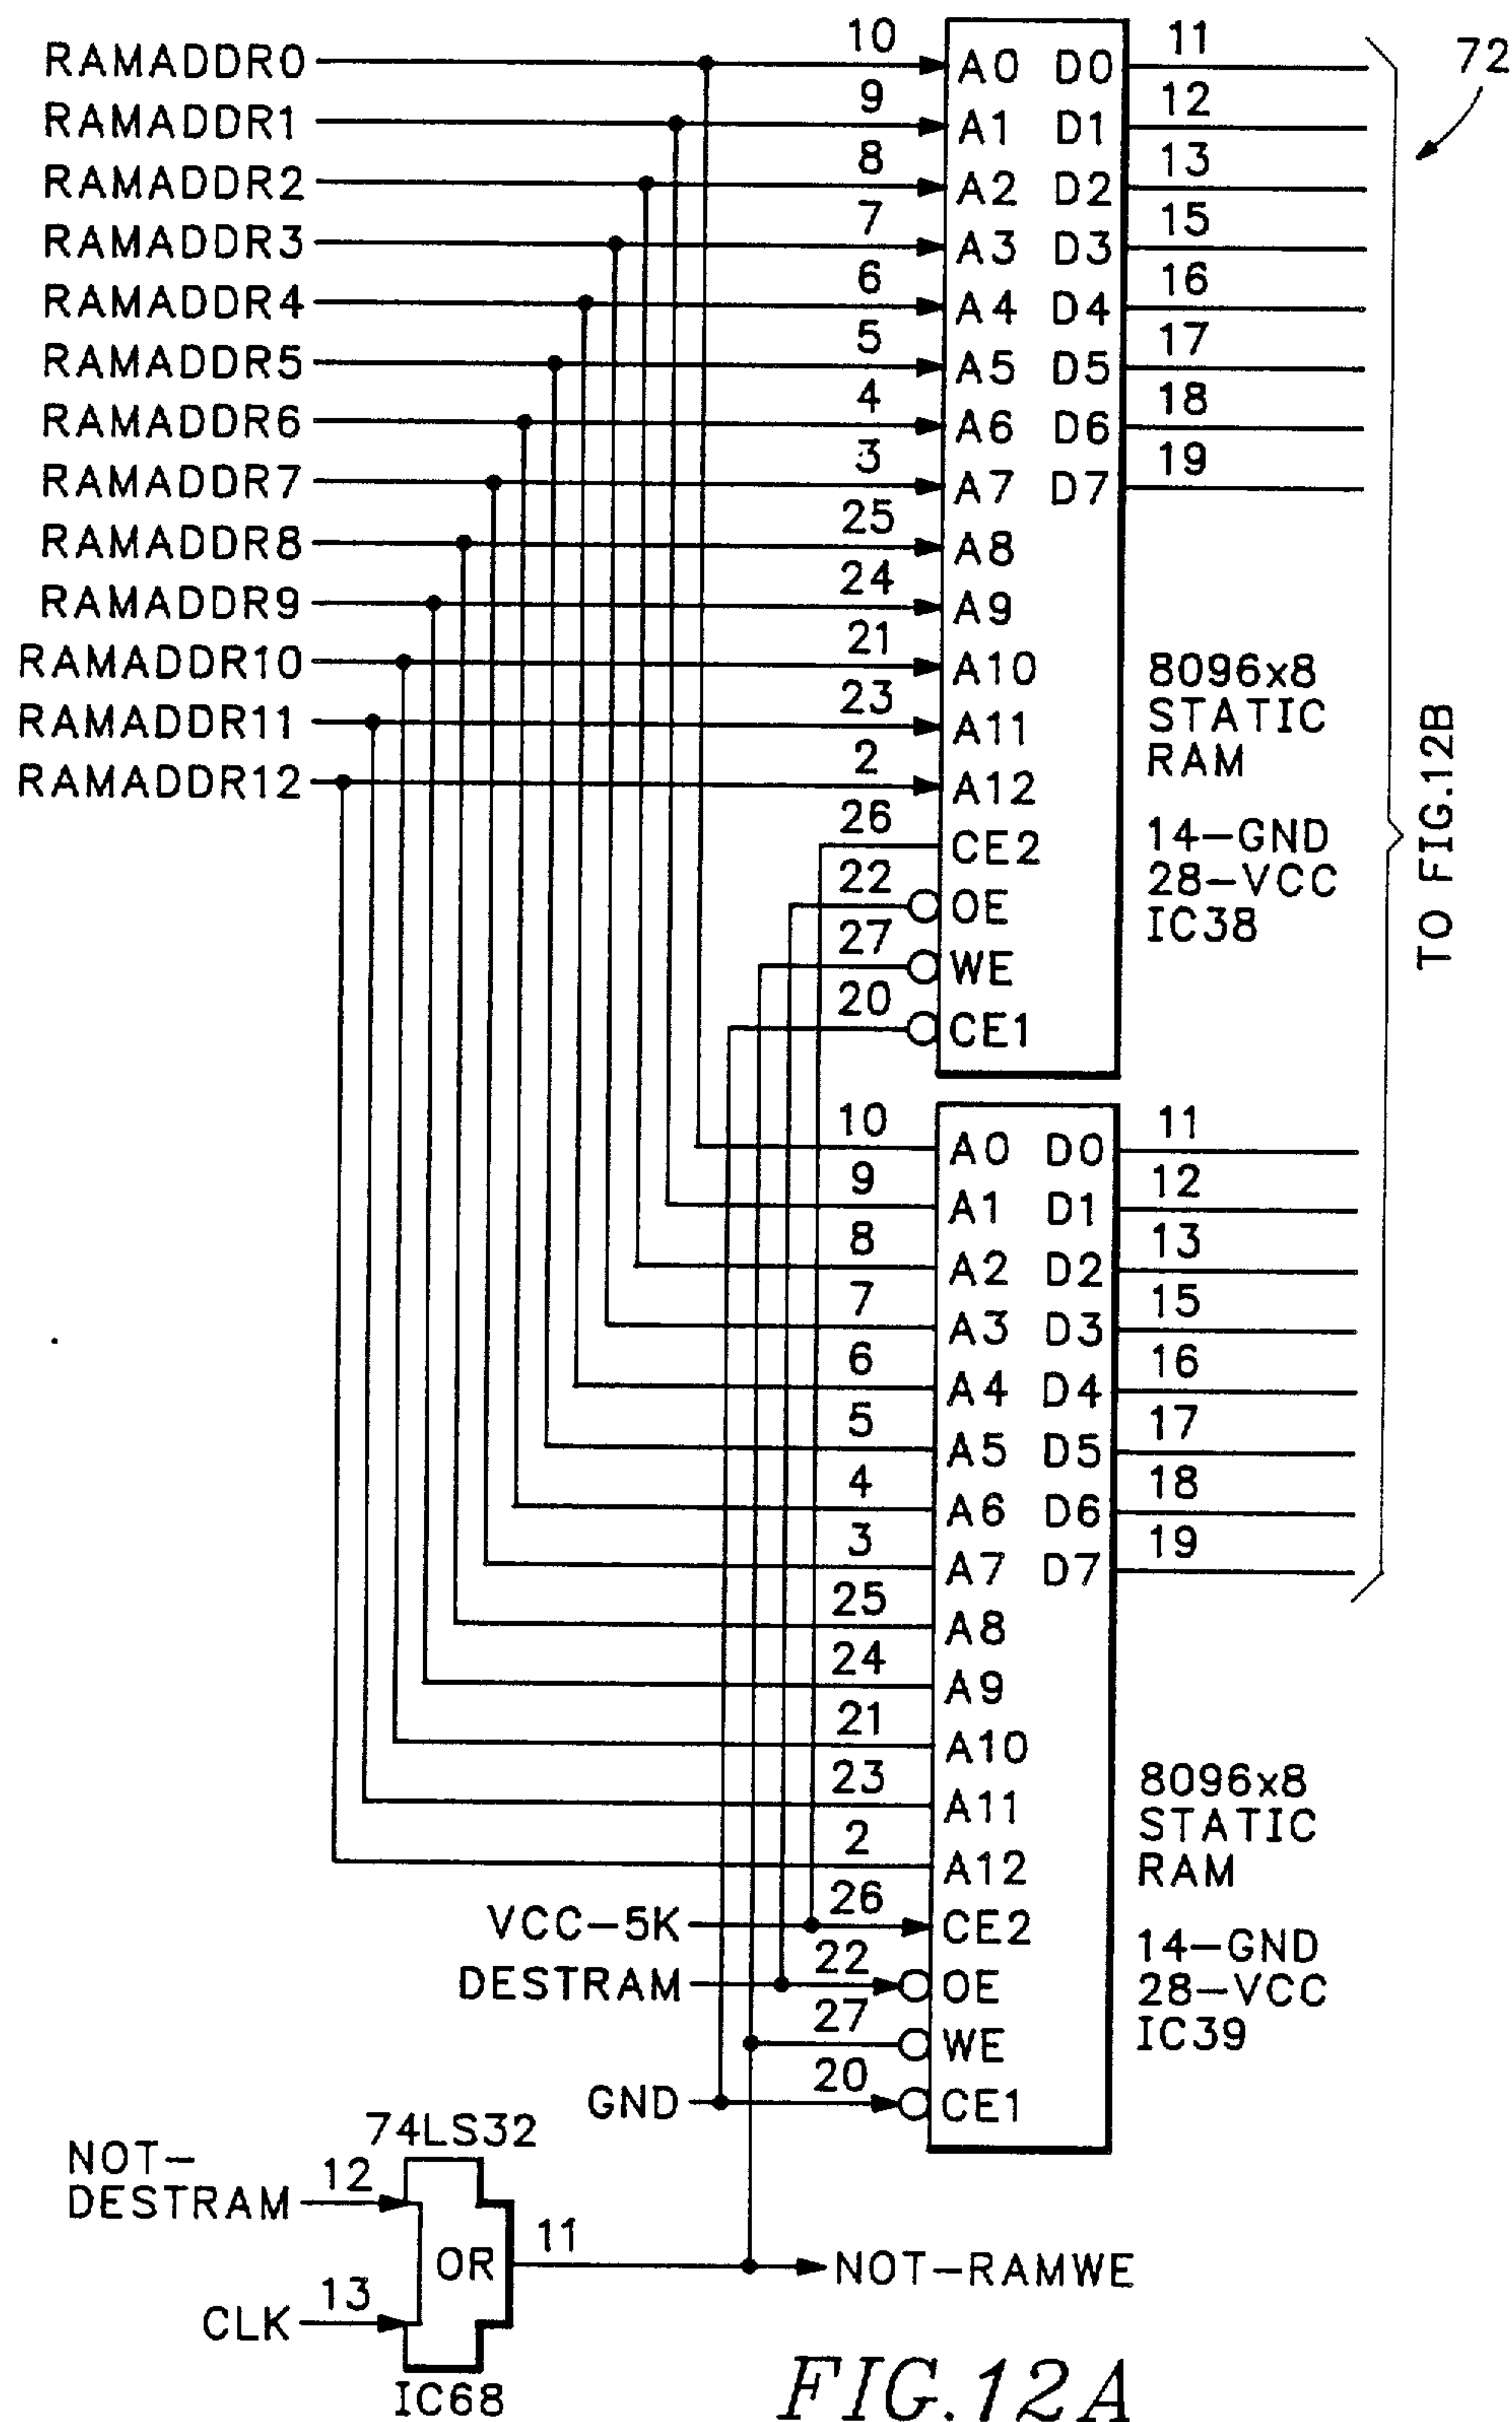 RAMADDR0 10 A0 D0 11
72
RAMADDR1 9 A1 D1 12
RAMADDR2 8 A2 D2 13
RAMADDR3 7 A3 D3 15
RAMADDR4 6 A4 D4 16
RAMADDR5 5 A5 D5 17
RAMADDR6 4 A6 D6 18
RAMADDR7 3 A7 D7 19
RAMADDR8 25 A8
RAMADDR9 24 A9
RAMADDR10 21 A10
RAMADDR11 23 A11
RAMADDR12 2 A12
26 CE2
22 OE
27 WE
20 CE1
8096x8
STATIC
RAM
14-GND
28-VCC
IC38
TO FIG.12B
10 A0 D0 11
9 A1 D1 12
8 A2 D2 13
7 A3 D3 15
6 A4 D4 16
5 A5 D5 17
4 A6 D6 18
3 A7 D7 19
25 A8
24 A9
21 A10
23 A11
2 A12
VCC-5K 26 CE2
DESTRAM 22 OE
27 WE
GND 20 CE1
8096x8
STATIC
RAM
14-GND
28-VCC
IC39
74LS32
NOT-
DESTRAM 12
OR 11 NOT-RAMWE
CLK 13
IC68
FIG.12A